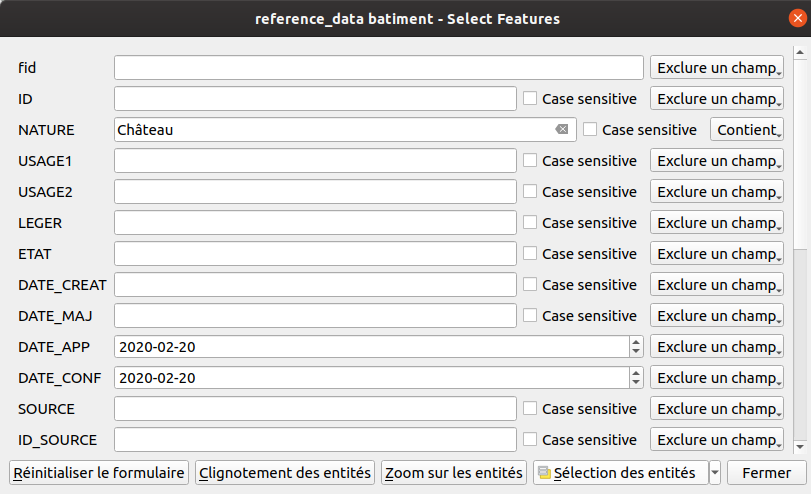 reference_data batiment - Select Features
fid Exclure un champ
ID Case sensitive Exclure un champ
NATURE Château Case sensitive Contient
USAGE1 Case sensitive Exclure un champ
USAGE2 Case sensitive Exclure un champ
LEGER Case sensitive Exclure un champ
ETAT Case sensitive Exclure un champ
DATE_CREAT Case sensitive Exclure un champ
DATE_MAJ Case sensitive Exclure un champ
DATE_APP 2020-02-20 Exclure un champ
DATE_CONF 2020-02-20 Exclure un champ
SOURCE Case sensitive Exclure un champ
ID_SOURCE Case sensitive Exclure un champ
Réinitialiser le formulaire Clignotement des entités Zoom sur les entités Sélection des entités Fermer